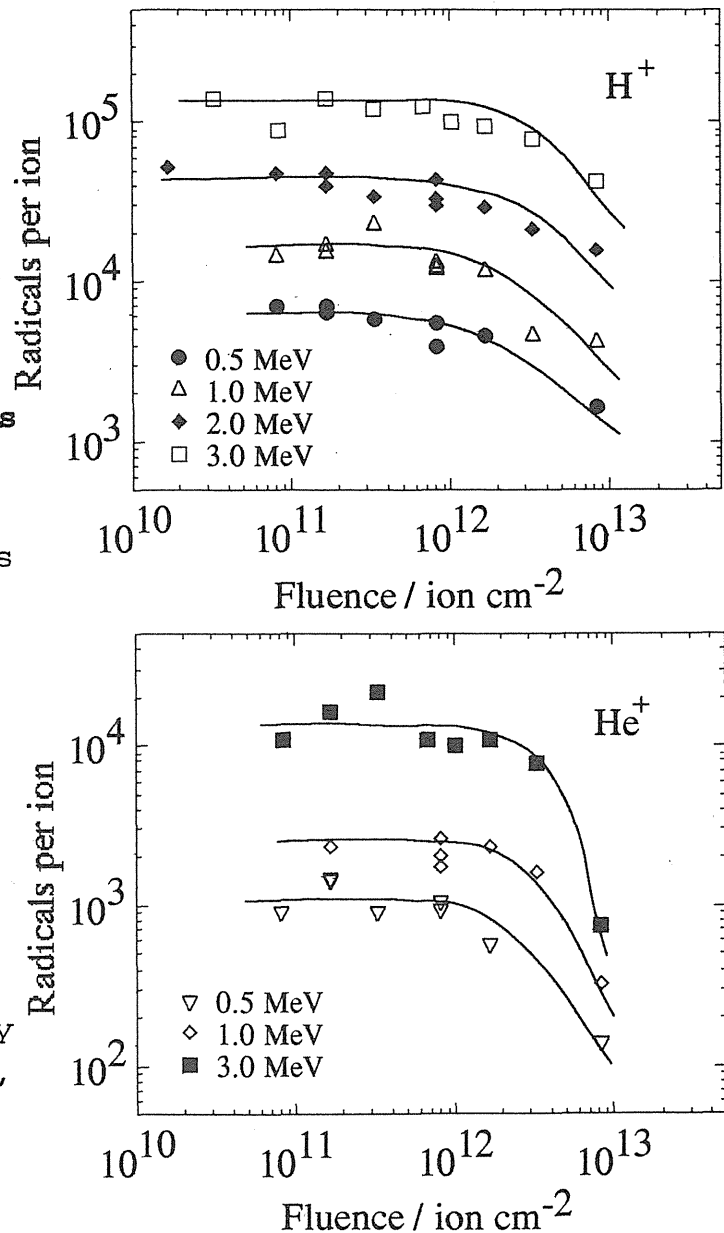 H+
10^5
10^4
10^3
Radicals per ion
0.5 MeV
1.0 MeV
2.0 MeV
3.0 MeV
10^10 10^11 10^12 10^13
Fluence / ion cm^-2
s
He+
10^4
10^3
10^2
Radicals per ion
0.5 MeV
1.0 MeV
3.0 MeV
Y
,
10^10 10^11 10^12 10^13
Fluence / ion cm^-2